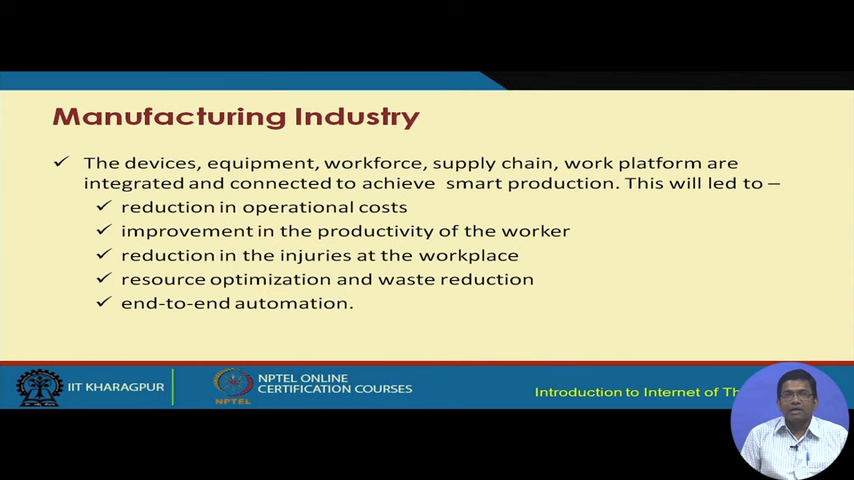 Manufacturing Industry
✓ The devices, equipment, workforce, supply chain, work platform are
integrated and connected to achieve smart production. This will led to –
✓ reduction in operational costs
✓ improvement in the productivity of the worker
✓ reduction in the injuries at the workplace
✓ resource optimization and waste reduction
✓ end-to-end automation.
IIT KHARAGPUR
NPTEL
NPTEL ONLINE
CERTIFICATION COURSES
Introduction to Internet of